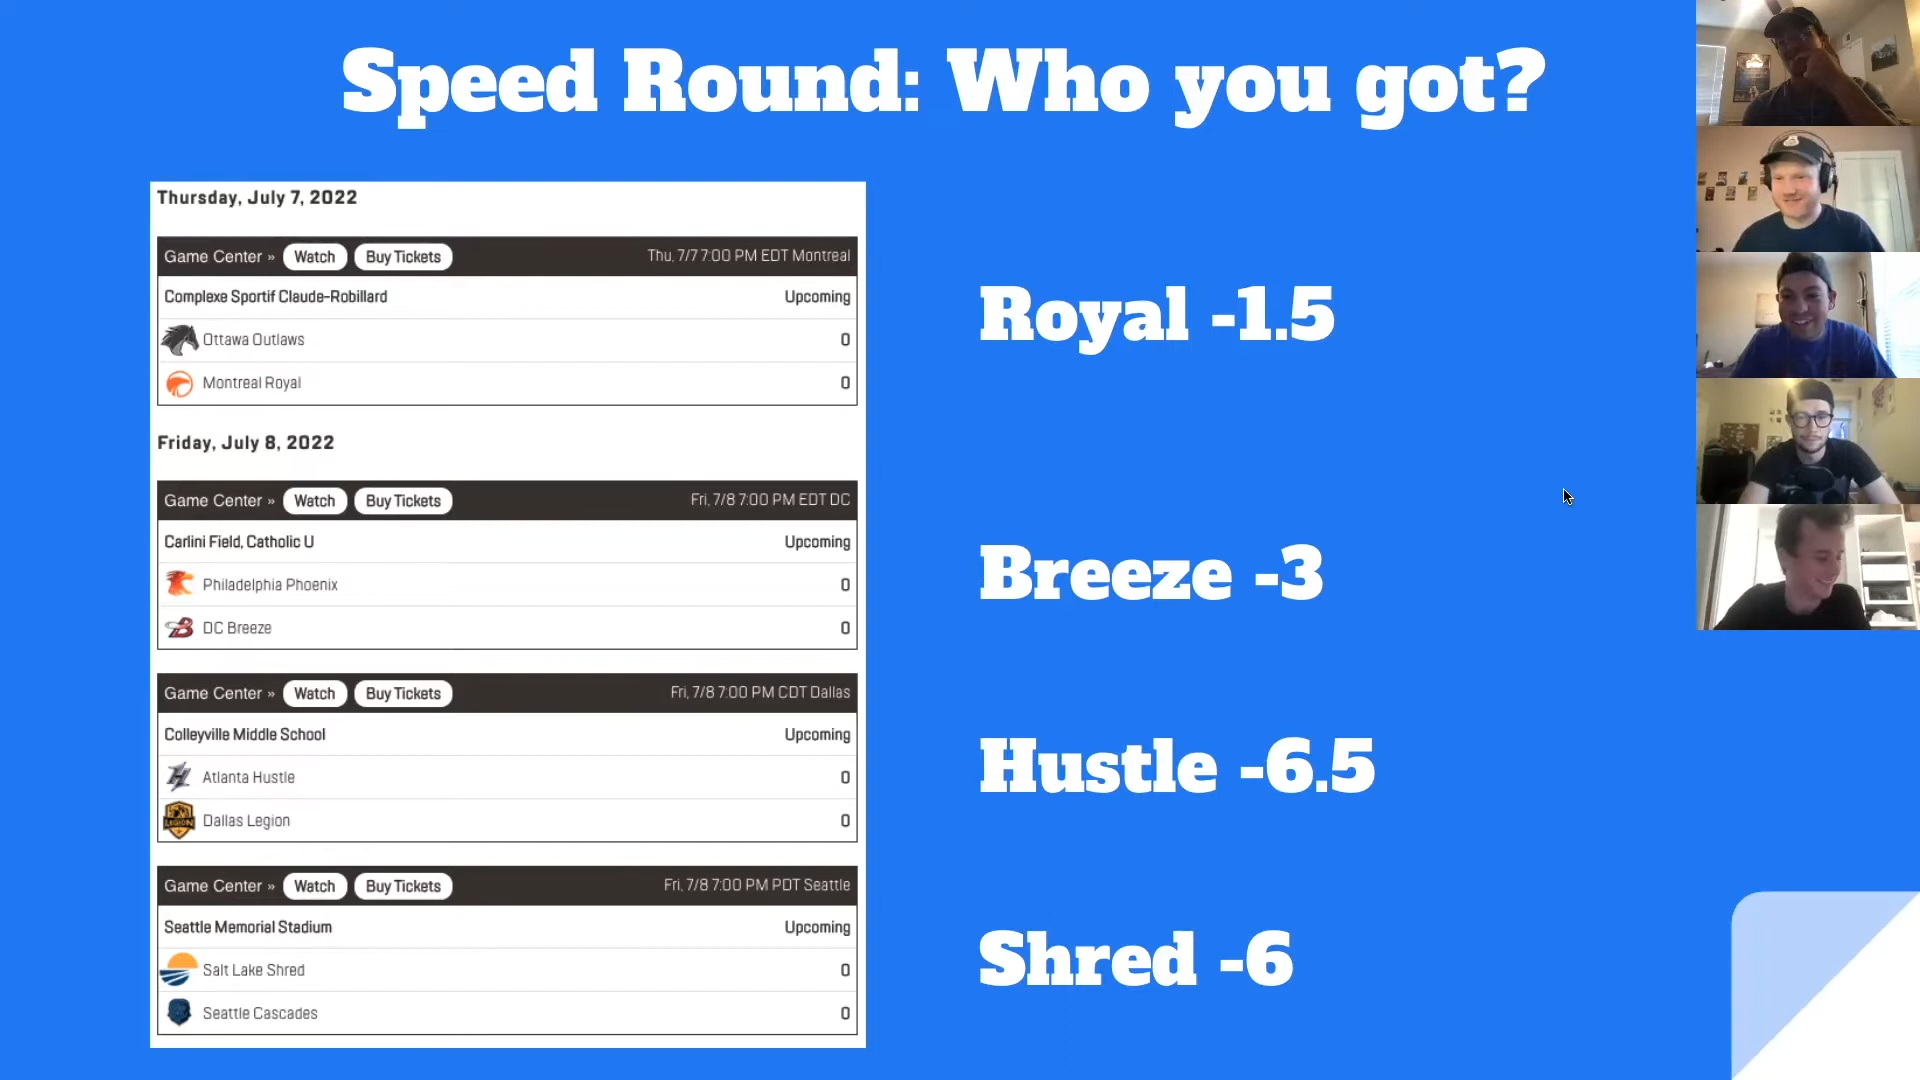 Speed Round: Who you got?
Thursday, July 7, 2022
Game Center » Watch Buy Tickets Thu, 7/7 7:00 PM EDT Montreal
Complexe Sportif Claude-Robillard Upcoming
Ottawa Outlaws 0
Montreal Royal 0
Royal -1.5
Friday, July 8, 2022
Game Center » Watch Buy Tickets Fri, 7/8 7:00 PM EDT DC
Carlini Field, Catholic U Upcoming
Philadelphia Phoenix 0
DC Breeze 0
Breeze -3
Game Center » Watch Buy Tickets Fri, 7/8 7:00 PM CDT Dallas
Colleyville Middle School Upcoming
Atlanta Hustle 0
LEGION Dallas Legion 0
Hustle -6.5
Game Center » Watch Buy Tickets Fri, 7/8 7:00 PM PDT Seattle
Seattle Memorial Stadium Upcoming
Salt Lake Shred 0
Seattle Cascades 0
Shred -6